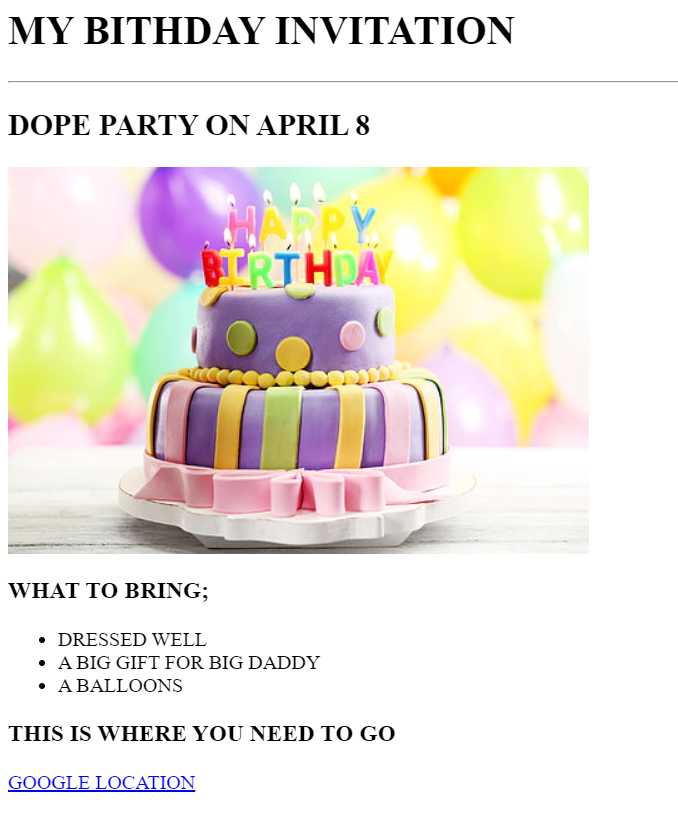 MY BITHDAY INVITATION
DOPE PARTY ON APRIL 8
HAPPY
BIRTHDAY
WHAT TO BRING;
DRESSED WELL
A BIG GIFT FOR BIG DADDY
A BALLOONS
THIS IS WHERE YOU NEED TO GO
GOOGLE LOCATION